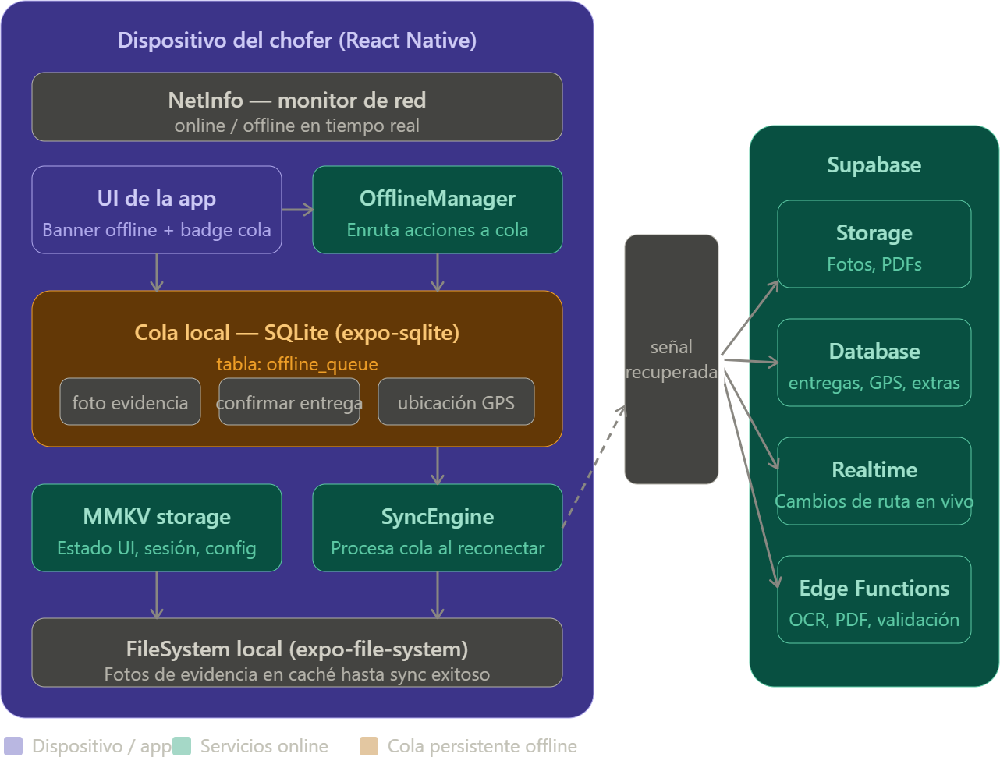 Dispositivo del chofer (React Native)
NetInfo — monitor de red
online / offline en tiempo real
UI de la app
Banner offline + badge cola
OfflineManager
Enruta acciones a cola
Cola local — SQLite (expo-sqlite)
tabla: offline_queue
foto evidencia
confirmar entrega
ubicación GPS
MMKV storage
Estado UI, sesión, config
SyncEngine
Procesa cola al reconectar
FileSystem local (expo-file-system)
Fotos de evidencia en caché hasta sync exitoso
señal
recuperada
Supabase
Storage
Fotos, PDFs
Database
entregas, GPS, extras
Realtime
Cambios de ruta en vivo
Edge Functions
OCR, PDF, validación
Dispositivo / app
Servicios online
Cola persistente offline